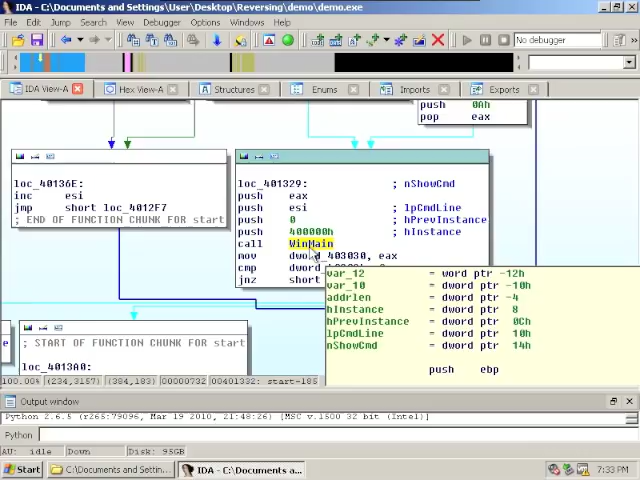 IDA - C:\Documents and Settings\User\Desktop\Reversing\demo\demo.exe
File Edit Jump Search View Debugger Options Windows Help
No debugger
IDA View-A Hex View-A Structures Enums Imports Exports
push 0Ah
pop eax
loc_40136E:
inc esi
jmp short loc_4012F7
; END OF FUNCTION CHUNK FOR start
loc_401329: ; nShowCmd
push eax
push esi ; lpCmdLine
push 0 ; hPrevInstance
push 400000h ; hInstance
call WinMain
mov dword_403030, eax
cmp
jnz short
var_12 = word ptr -12h
var_10 = dword ptr -10h
addrlen = dword ptr -4
hInstance = dword ptr 8
hPrevInstance = dword ptr 0Ch
lpCmdLine = dword ptr 10h
nShowCmd = dword ptr 14h
push ebp
; START OF FUNCTION CHUNK FOR start
loc_4013A0:
100.00% (234,3157) (384,183) 00000732 00401332: start-185
Output window
Python 2.6.5 (r265:79096, Mar 19 2010, 21:48:26) [MSC v.1500 32 bit (Intel)]
Python
AU: idle Down Disk: 95GB
Start C:\Documents and Setting... IDA - C:\Documents a... 7:33 PM